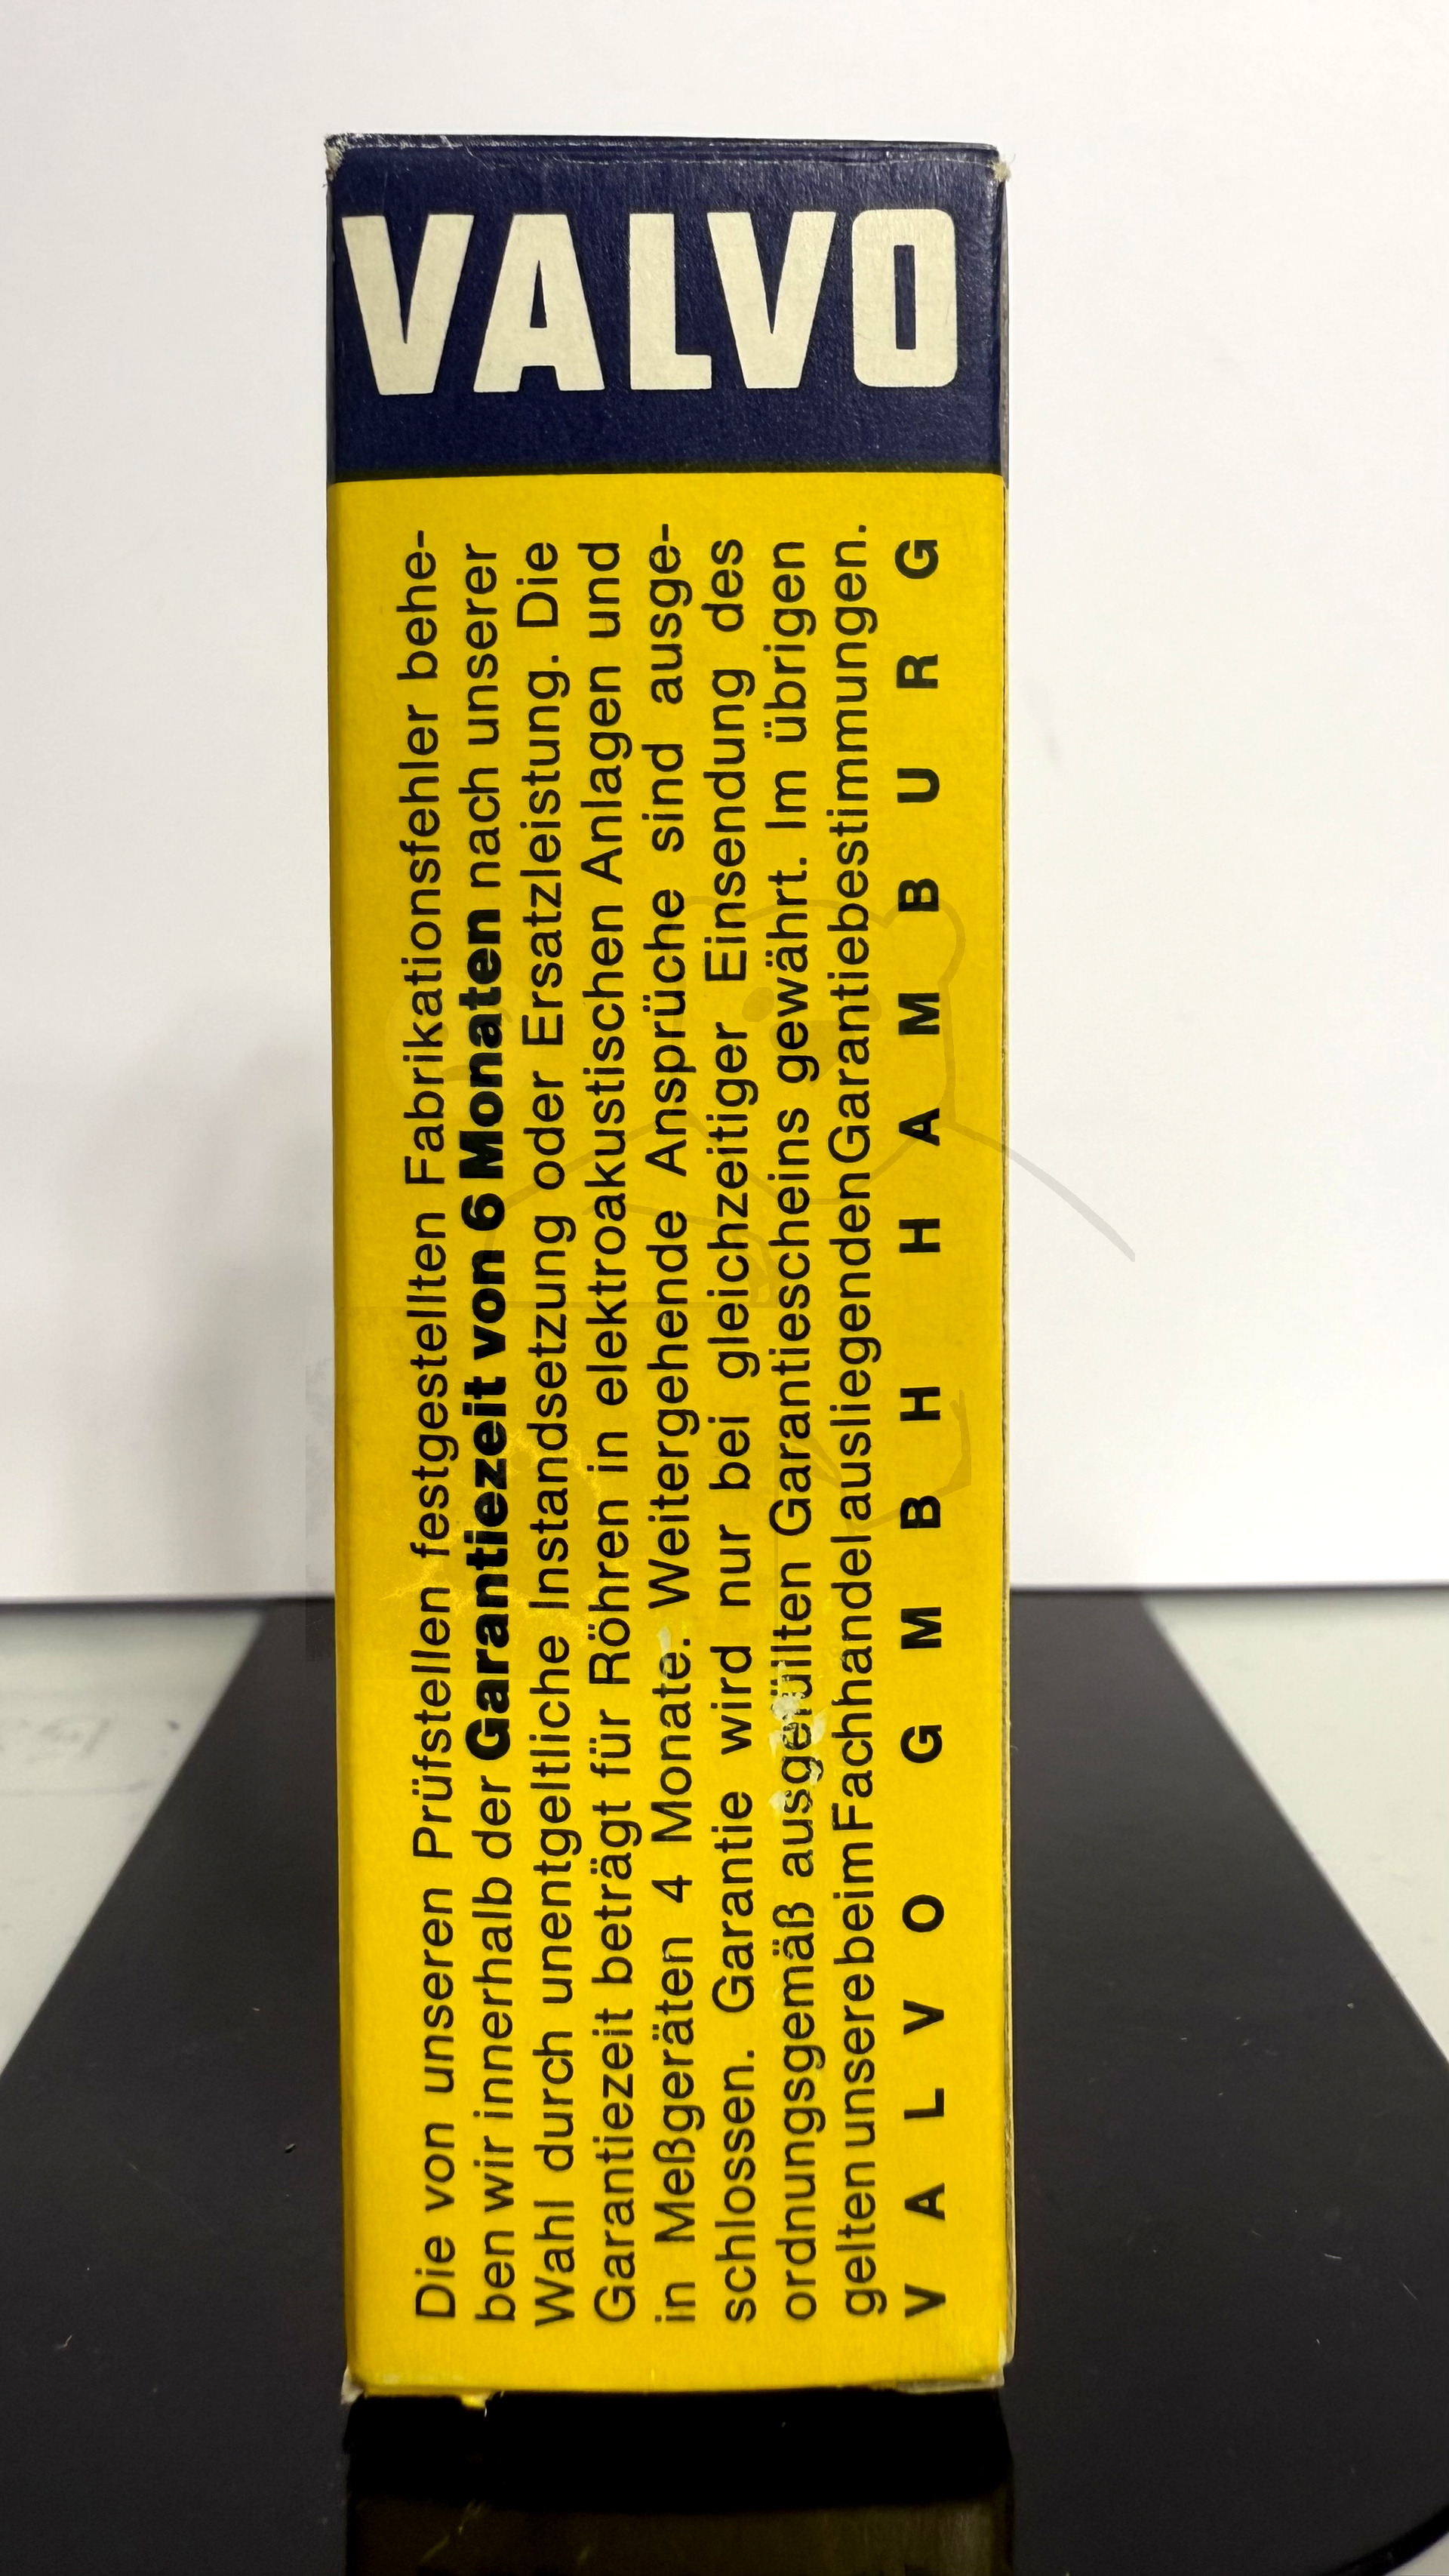 VALVO
Die von unseren Prüfstellen festgestellten Fabrikationsfehler behe-
ben wir innerhalb der Garantiezeit von 6 Monaten nach unserer
Wahl durch unentgeltliche Instandsetzung oder Ersatzleistung. Die
Garantiezeit beträgt für Röhren in elektroakustischen Anlagen und
in Meßgeräten 4 Monate. Weitergehende Ansprüche sind ausge-
schlossen. Garantie wird nur bei gleichzeitiger Einsendung des
ordnungsgemäß ausgefüllten Garantiescheins gewährt. Im übrigen
gelten unsere beim Fachhandel ausliegenden Garantiebestimmungen.
VALVO GMBH HAMBURG